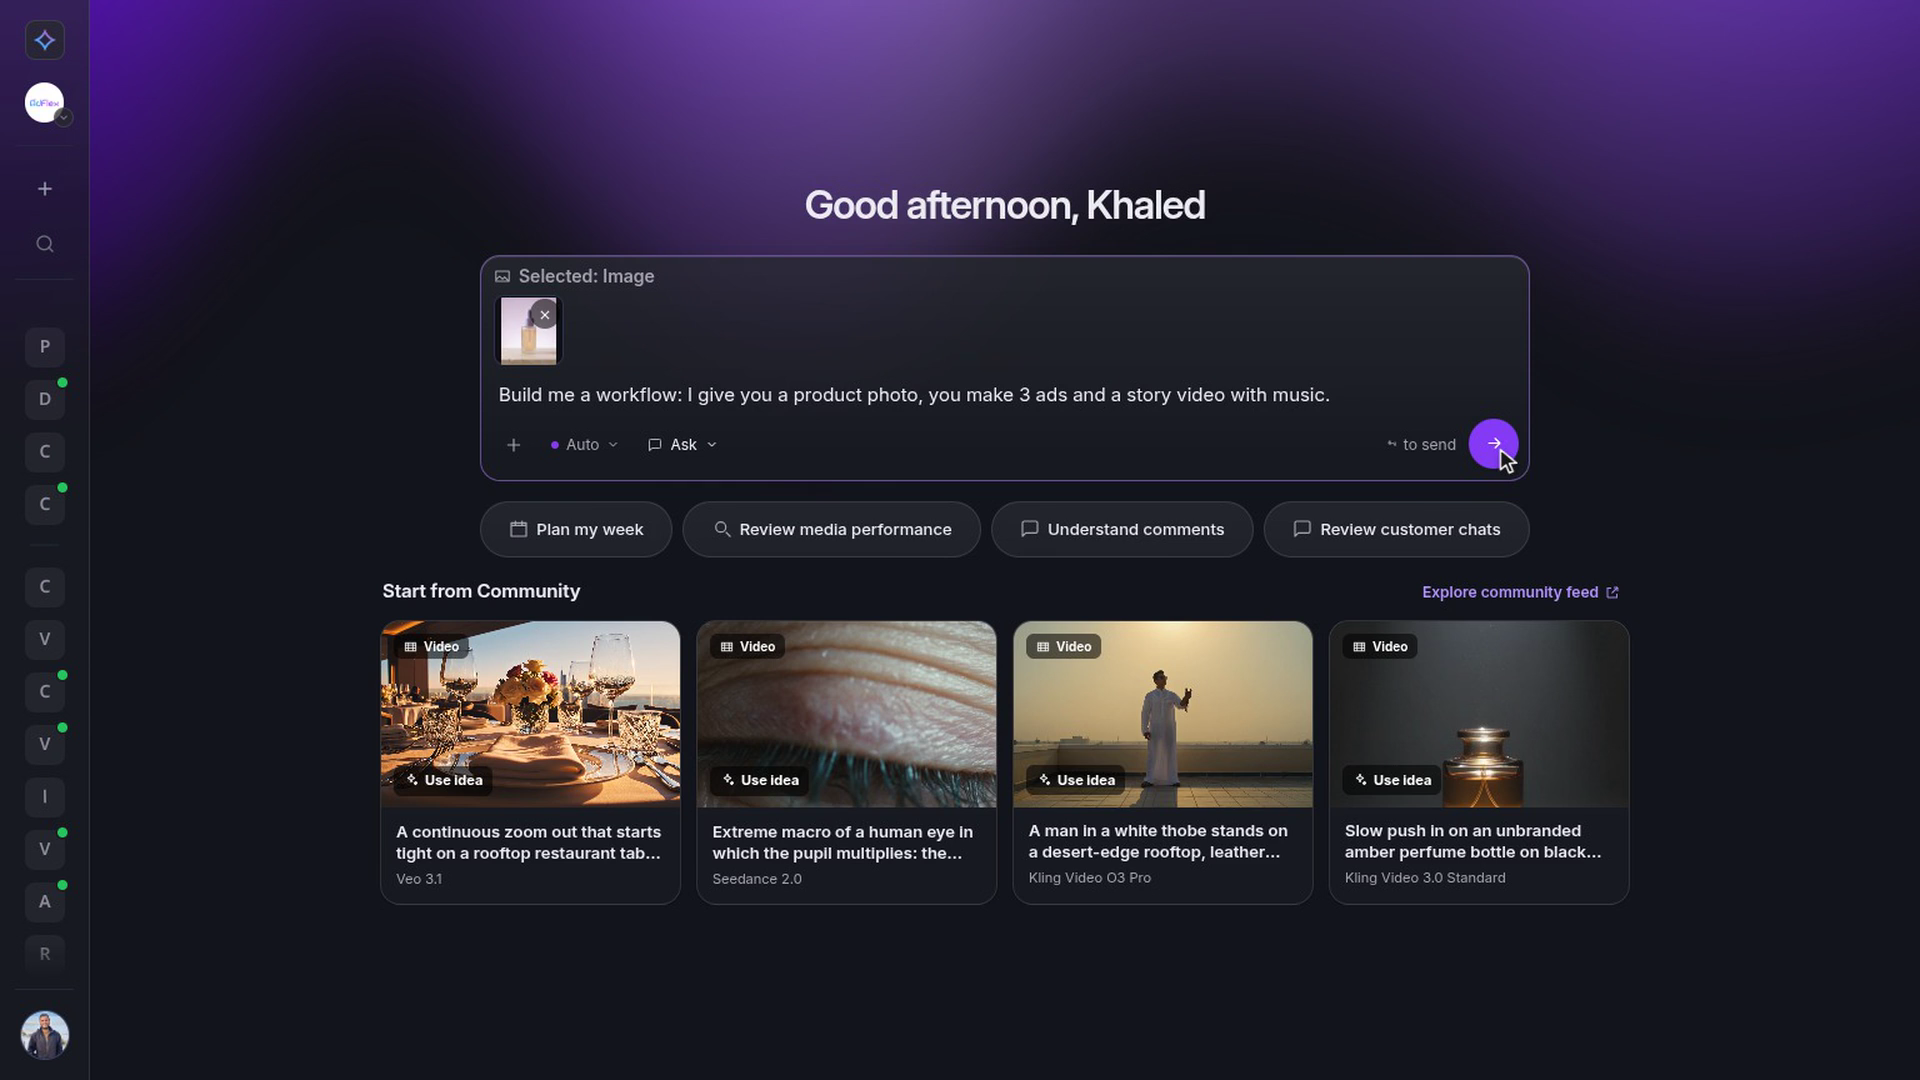 AdFlex
Good afternoon, Khaled
Selected: Image
Build me a workflow: I give you a product photo, you make 3 ads and a story video with music.
Auto
Ask
to send
Plan my week
Review media performance
Understand comments
Review customer chats
Start from Community
Explore community feed
Video
Use idea
A continuous zoom out that starts
tight on a rooftop restaurant tab...
Veo 3.1
Video
Use idea
Extreme macro of a human eye in
which the pupil multiplies: the...
Seedance 2.0
Video
Use idea
A man in a white thobe stands on
a desert-edge rooftop, leather...
Kling Video O3 Pro
Video
Use idea
Slow push in on an unbranded
amber perfume bottle on black...
Kling Video 3.0 Standard
P
D
C
C
C
V
C
V
I
V
A
R